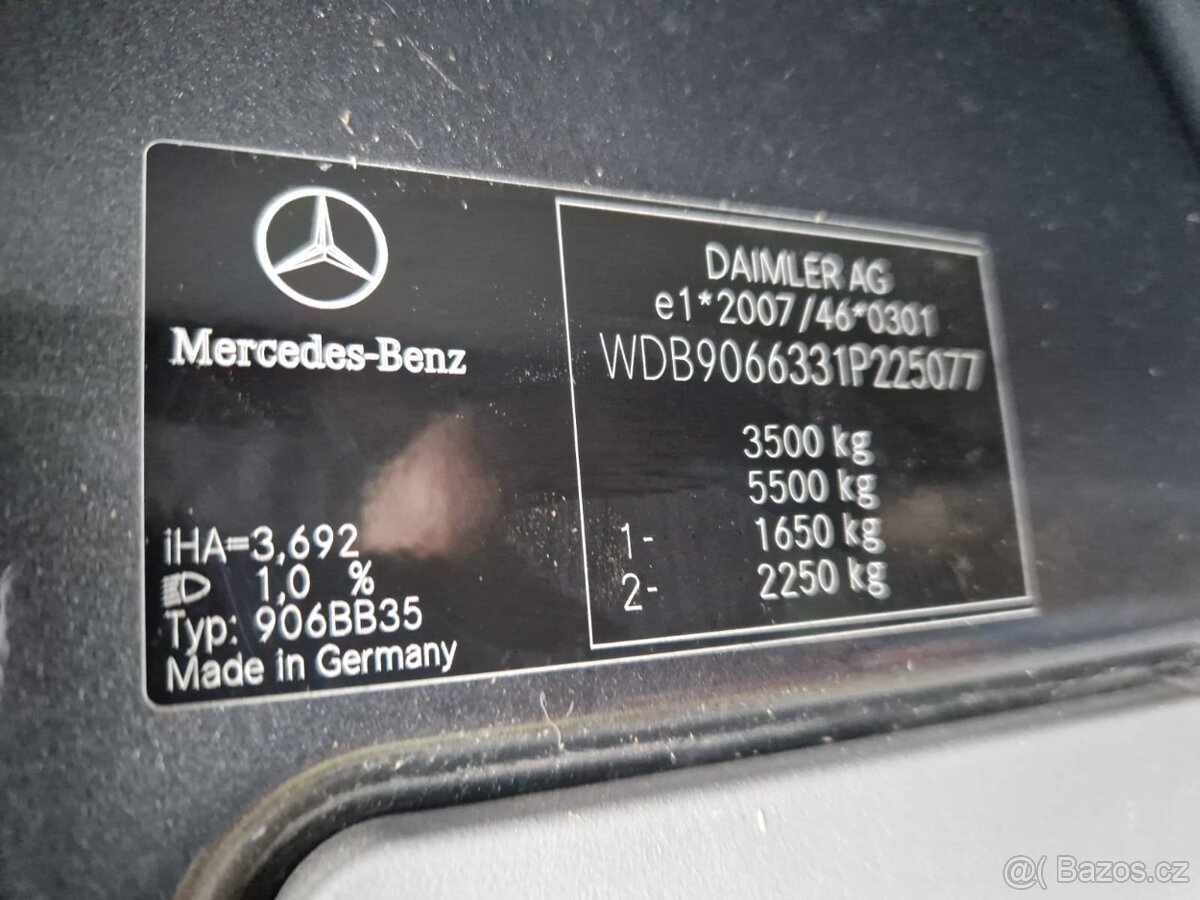 Mercedes-Benz
iHA=3,692
1,0 %
Typ: 906BB35
Made in Germany
DAIMLER AG
e1*2007/46*0301
WDB9066331P225077
3500 kg
5500 kg
1- 1650 kg
2- 2250 kg
@( Bazos.cz